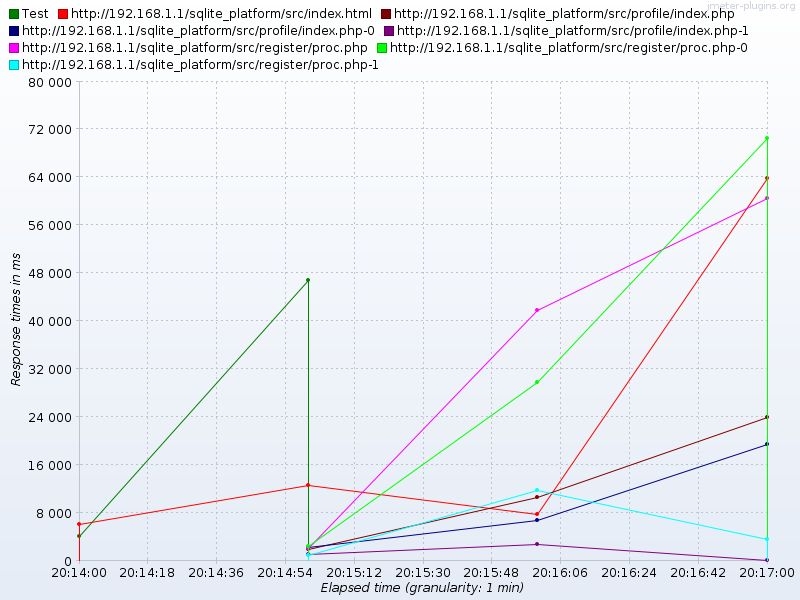 jmeter-plugins.org
Test http://192.168.1.1/sqlite_platform/src/index.html http://192.168.1.1/sqlite_platform/src/profile/index.php
http://192.168.1.1/sqlite_platform/src/profile/index.php-0 http://192.168.1.1/sqlite_platform/src/profile/index.php-1
http://192.168.1.1/sqlite_platform/src/register/proc.php http://192.168.1.1/sqlite_platform/src/register/proc.php-0
http://192.168.1.1/sqlite_platform/src/register/proc.php-1
80 000
72 000
64 000
56 000
48 000
40 000
32 000
24 000
16 000
8 000
0
Response times in ms
20:14:00 20:14:18 20:14:36 20:14:54 20:15:12 20:15:30 20:15:48 20:16:06 20:16:24 20:16:42 20:17:00
Elapsed time (granularity: 1 min)